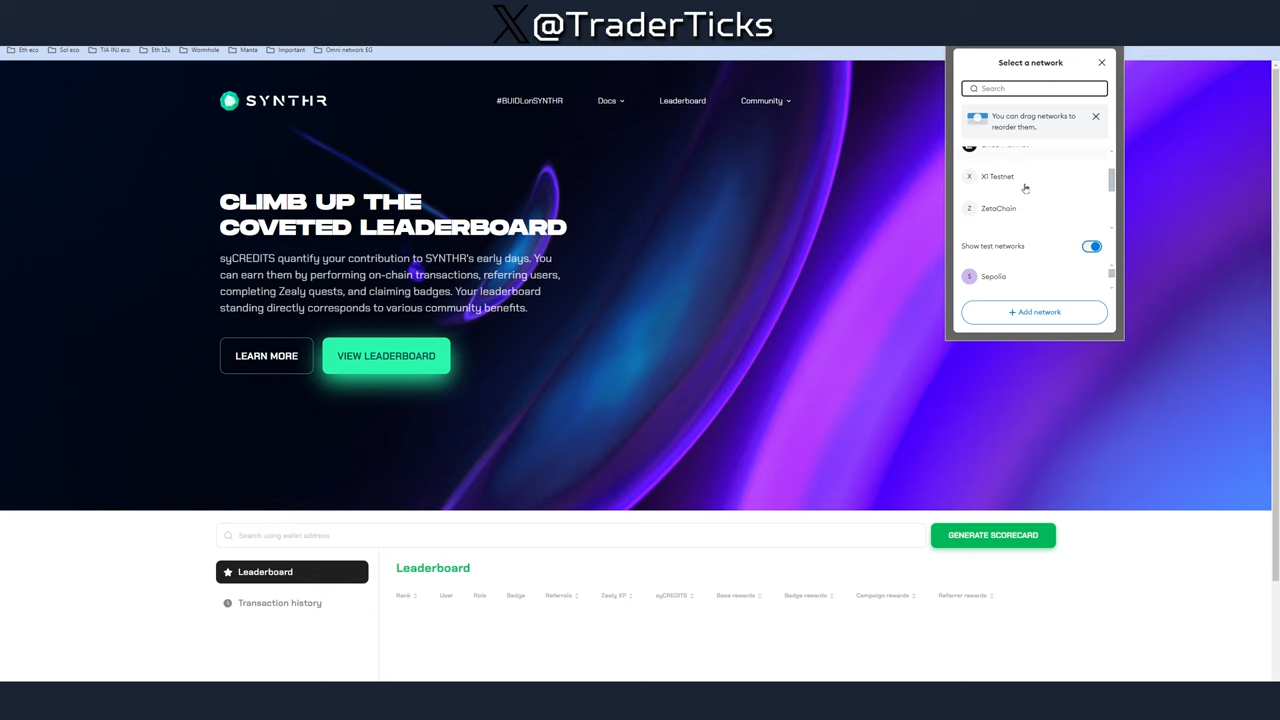 @TraderTicks
Eth eco Sol eco TIA INJ eco Eth L2s Wormhole Manta Important Omni network EG
Select a network
Search
You can drag networks to
reorder them.
X X1 Testnet
Z ZetaChain
Show test networks
S Sepolia
+ Add network
SYNTHR
#BUIDLonSYNTHR Docs Leaderboard Community
CLIMB UP THE
COVETED LEADERBOARD
syCREDITS quantify your contribution to SYNTHR's early days. You
can earn them by performing on-chain transactions, referring users,
completing Zealy quests, and claiming badges. Your leaderboard
standing directly corresponds to various community benefits.
LEARN MORE VIEW LEADERBOARD
Search using wallet address GENERATE SCORECARD
Leaderboard
Transaction history
Leaderboard
Rank User Role Badge Referrals Zealy XP syCREDITS Base rewards Badge rewards Campaign rewards Referrer rewards